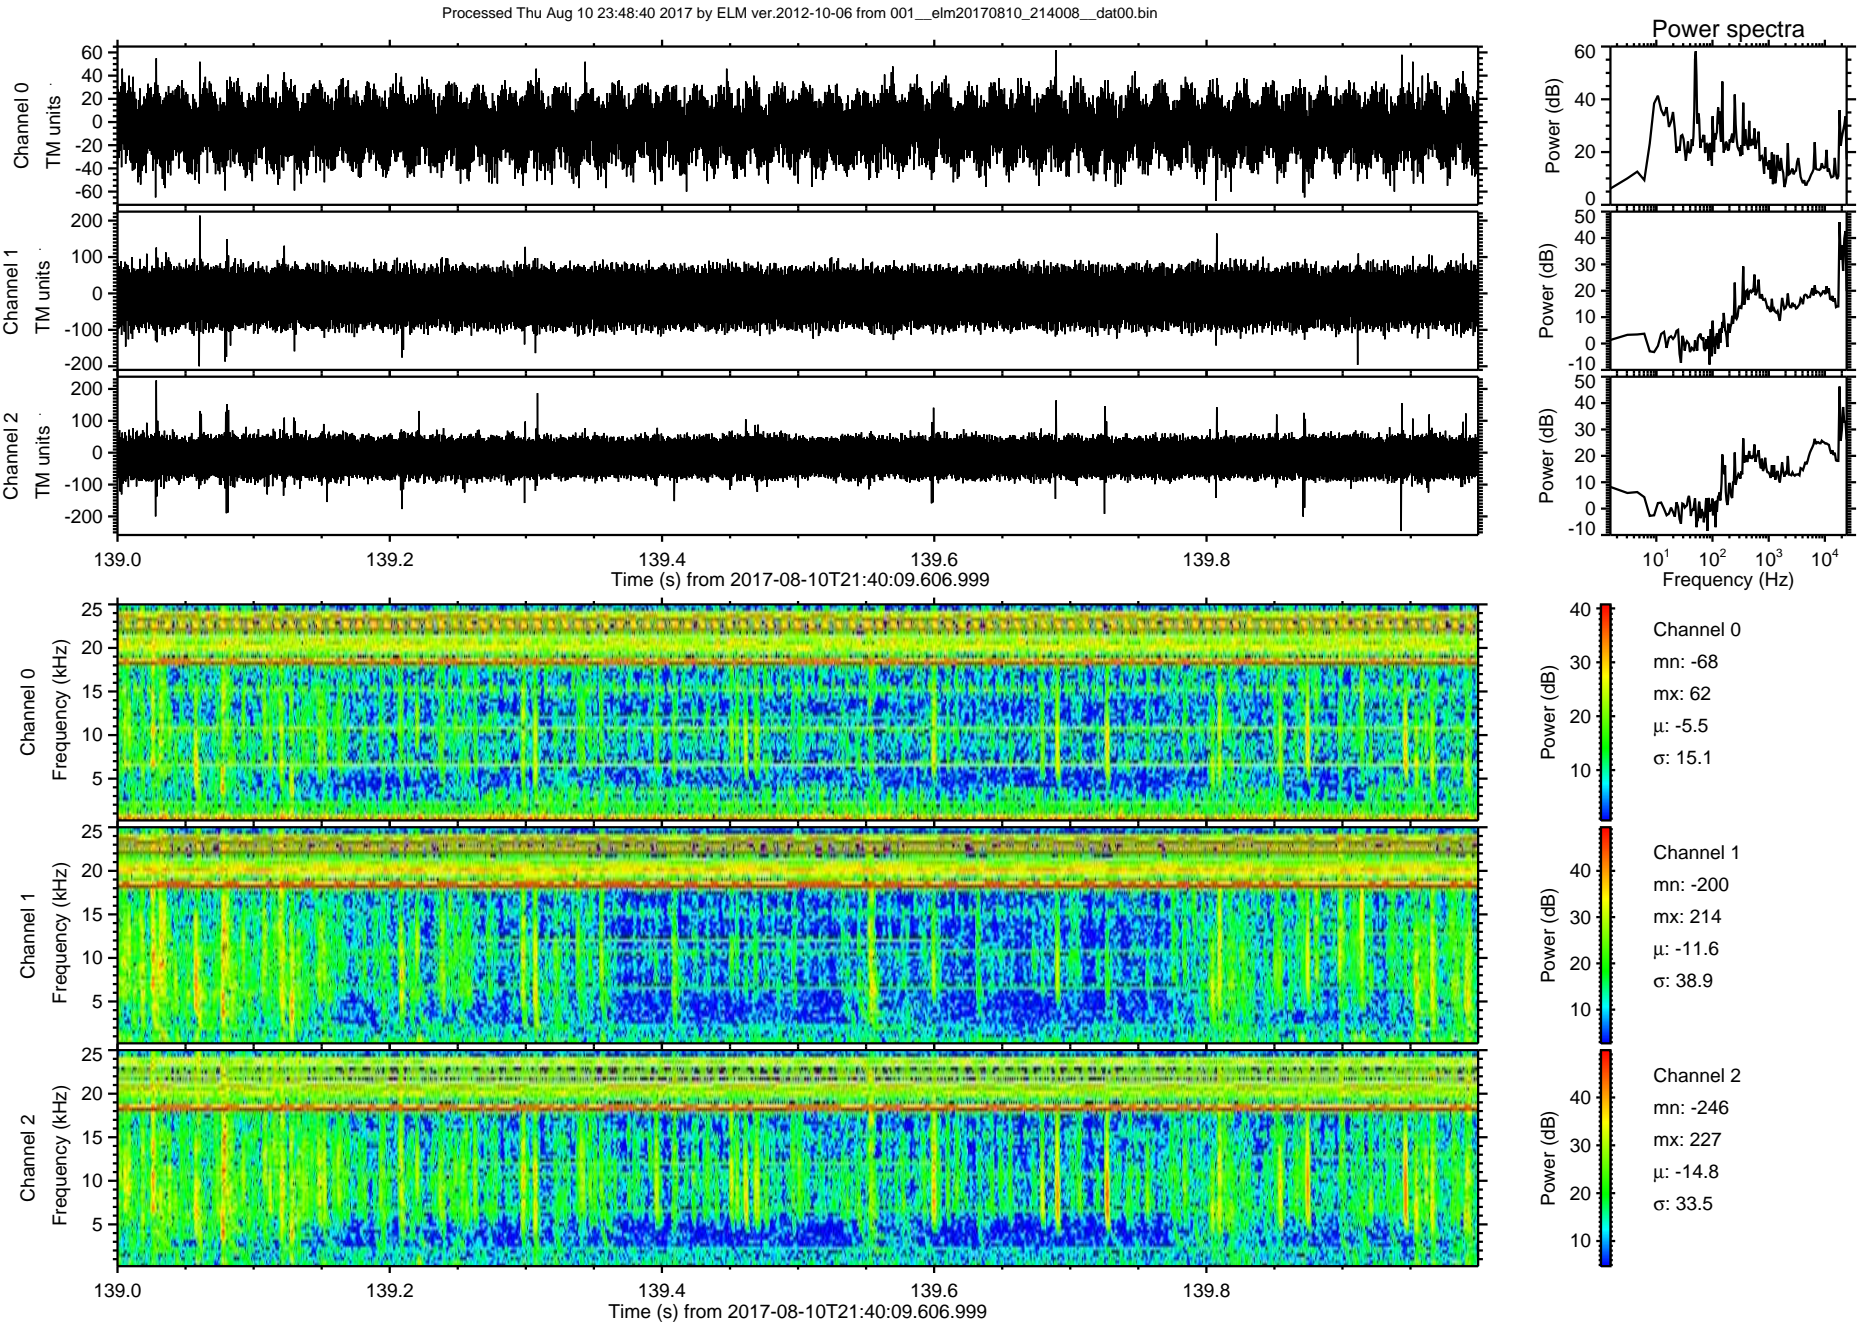 Processed Thu Aug 10 23:48:40 2017 by ELM ver.2012-10-06 from 001__elm20170810_214008__dat00.bin
Power spectra
Channel 0
TM units
60
40
20
0
-20
-40
-60
Power (dB)
60
40
20
0
Channel 1
TM units
200
100
0
-100
-200
Power (dB)
50
40
30
20
10
0
-10
Channel 2
TM units
200
100
0
-100
-200
Power (dB)
50
40
30
20
10
0
-10
139.0 139.2 139.4 139.6 139.8
Time (s) from 2017-08-10T21:40:09.606.999
10¹ 10² 10³ 10⁴
Frequency (Hz)
Channel 0
Frequency (kHz)
25
20
15
10
5
Power (dB)
40
30
20
10
Channel 0
mn: -68
mx: 62
μ: -5.5
σ: 15.1
Channel 1
Frequency (kHz)
25
20
15
10
5
Power (dB)
40
30
20
10
Channel 1
mn: -200
mx: 214
μ: -11.6
σ: 38.9
Channel 2
Frequency (kHz)
25
20
15
10
5
Power (dB)
40
30
20
10
Channel 2
mn: -246
mx: 227
μ: -14.8
σ: 33.5
139.0 139.2 139.4 139.6 139.8
Time (s) from 2017-08-10T21:40:09.606.999